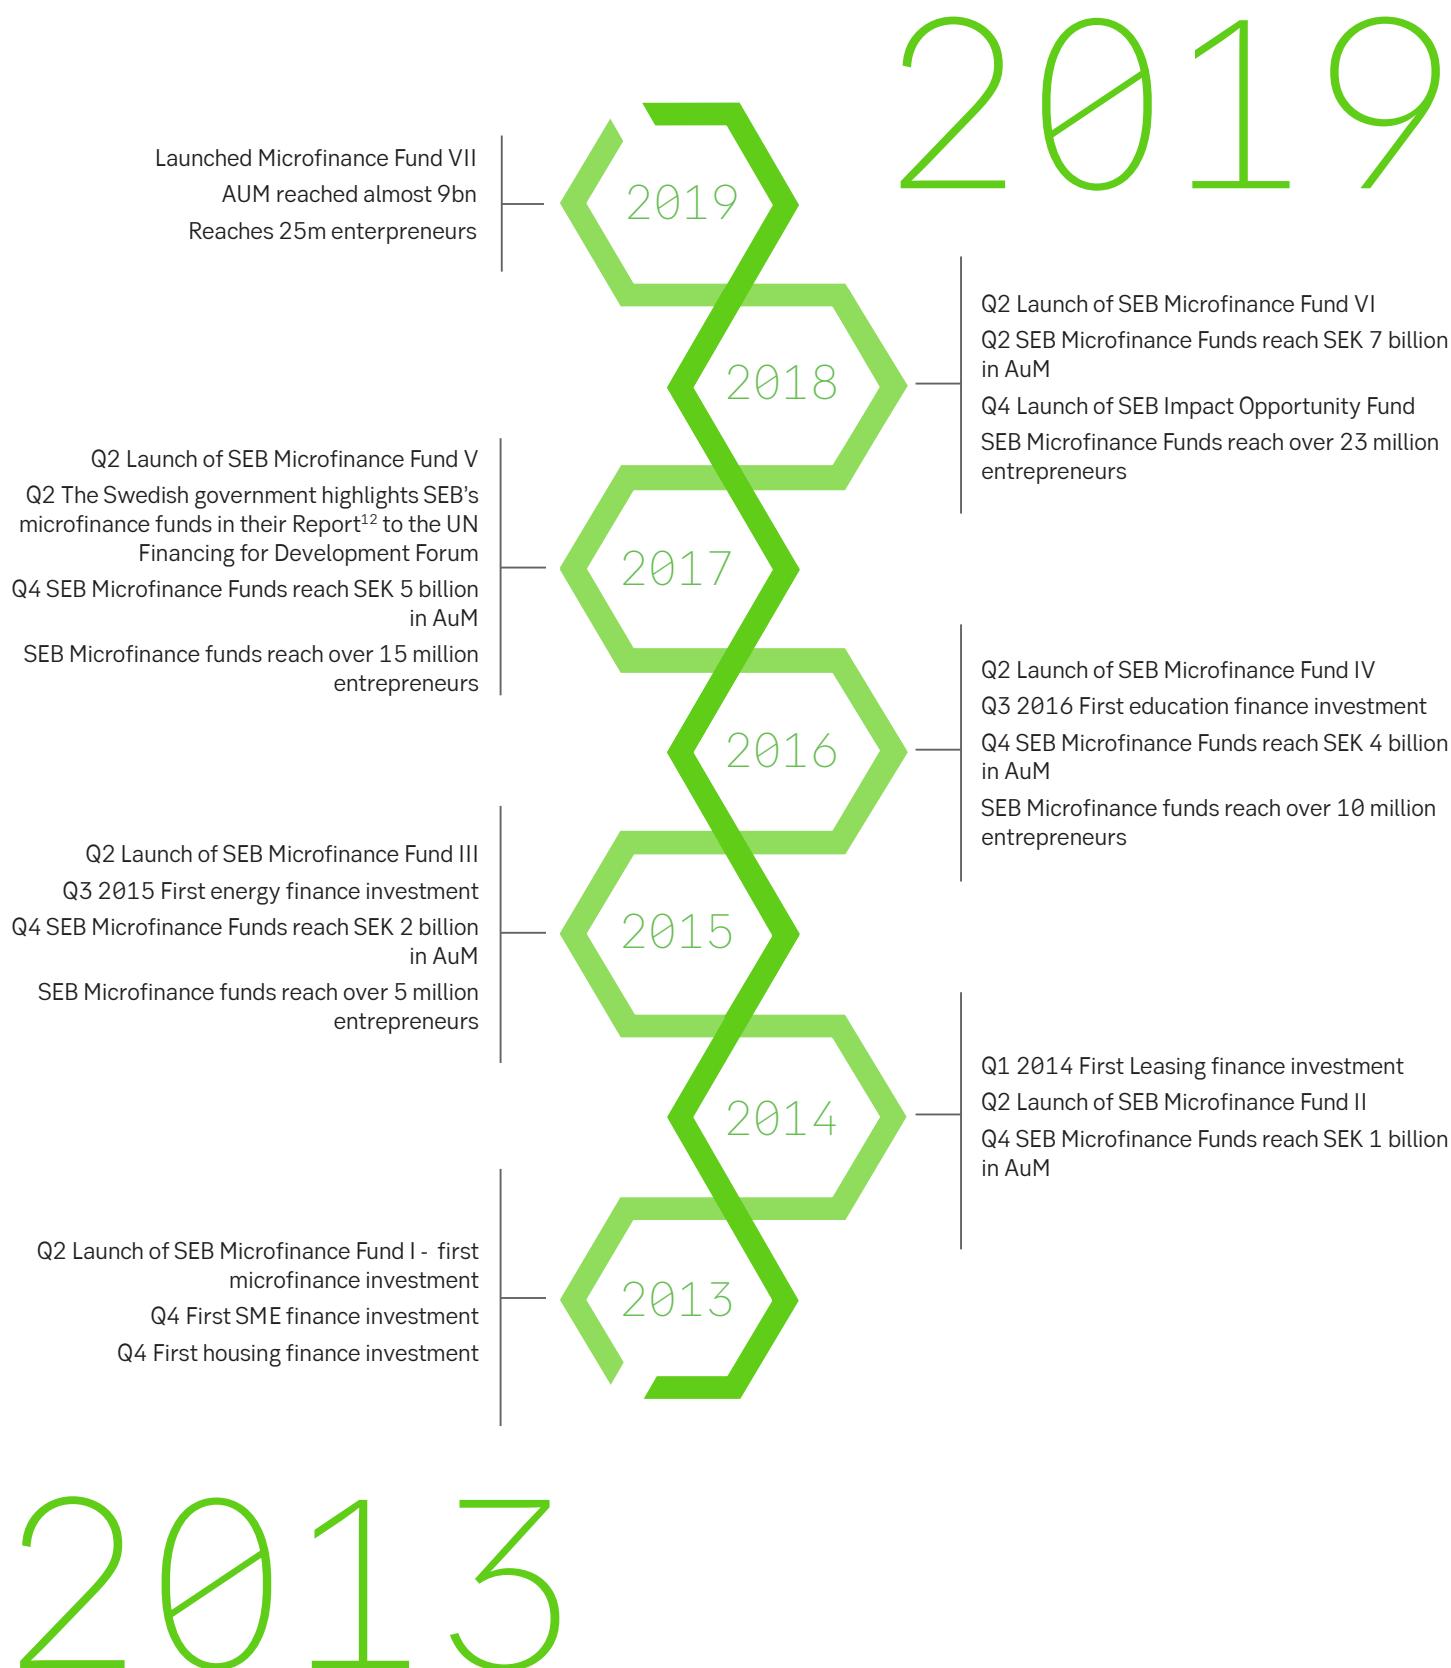 2019
Launched Microfinance Fund VII
AUM reached almost 9bn
Reaches 25m enterpreneurs
2019
Q2 Launch of SEB Microfinance Fund VI
Q2 SEB Microfinance Funds reach SEK 7 billion
in AuM
Q4 Launch of SEB Impact Opportunity Fund
SEB Microfinance Funds reach over 23 million
entrepreneurs
2018
Q2 Launch of SEB Microfinance Fund V
Q2 The Swedish government highlights SEB’s
microfinance funds in their Report¹² to the UN
Financing for Development Forum
Q4 SEB Microfinance Funds reach SEK 5 billion
in AuM
SEB Microfinance funds reach over 15 million
entrepreneurs
2017
Q2 Launch of SEB Microfinance Fund IV
Q3 2016 First education finance investment
Q4 SEB Microfinance Funds reach SEK 4 billion
in AuM
SEB Microfinance funds reach over 10 million
entrepreneurs
2016
Q2 Launch of SEB Microfinance Fund III
Q3 2015 First energy finance investment
Q4 SEB Microfinance Funds reach SEK 2 billion
in AuM
SEB Microfinance funds reach over 5 million
entrepreneurs
2015
Q1 2014 First Leasing finance investment
Q2 Launch of SEB Microfinance Fund II
Q4 SEB Microfinance Funds reach SEK 1 billion
in AuM
2014
Q2 Launch of SEB Microfinance Fund I - first
microfinance investment
Q4 First SME finance investment
Q4 First housing finance investment
2013
2013